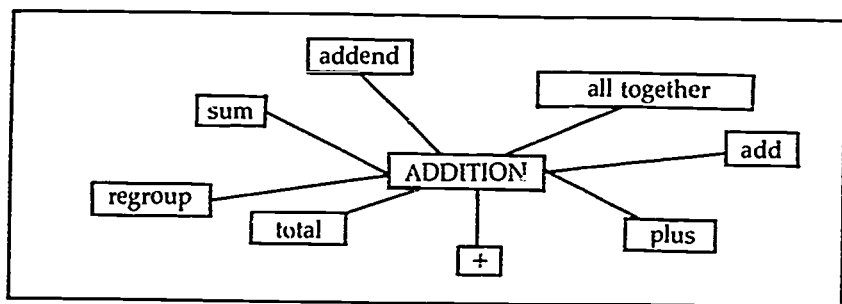 addend
all together
sum
add
ADDITION
regroup
total
plus
+